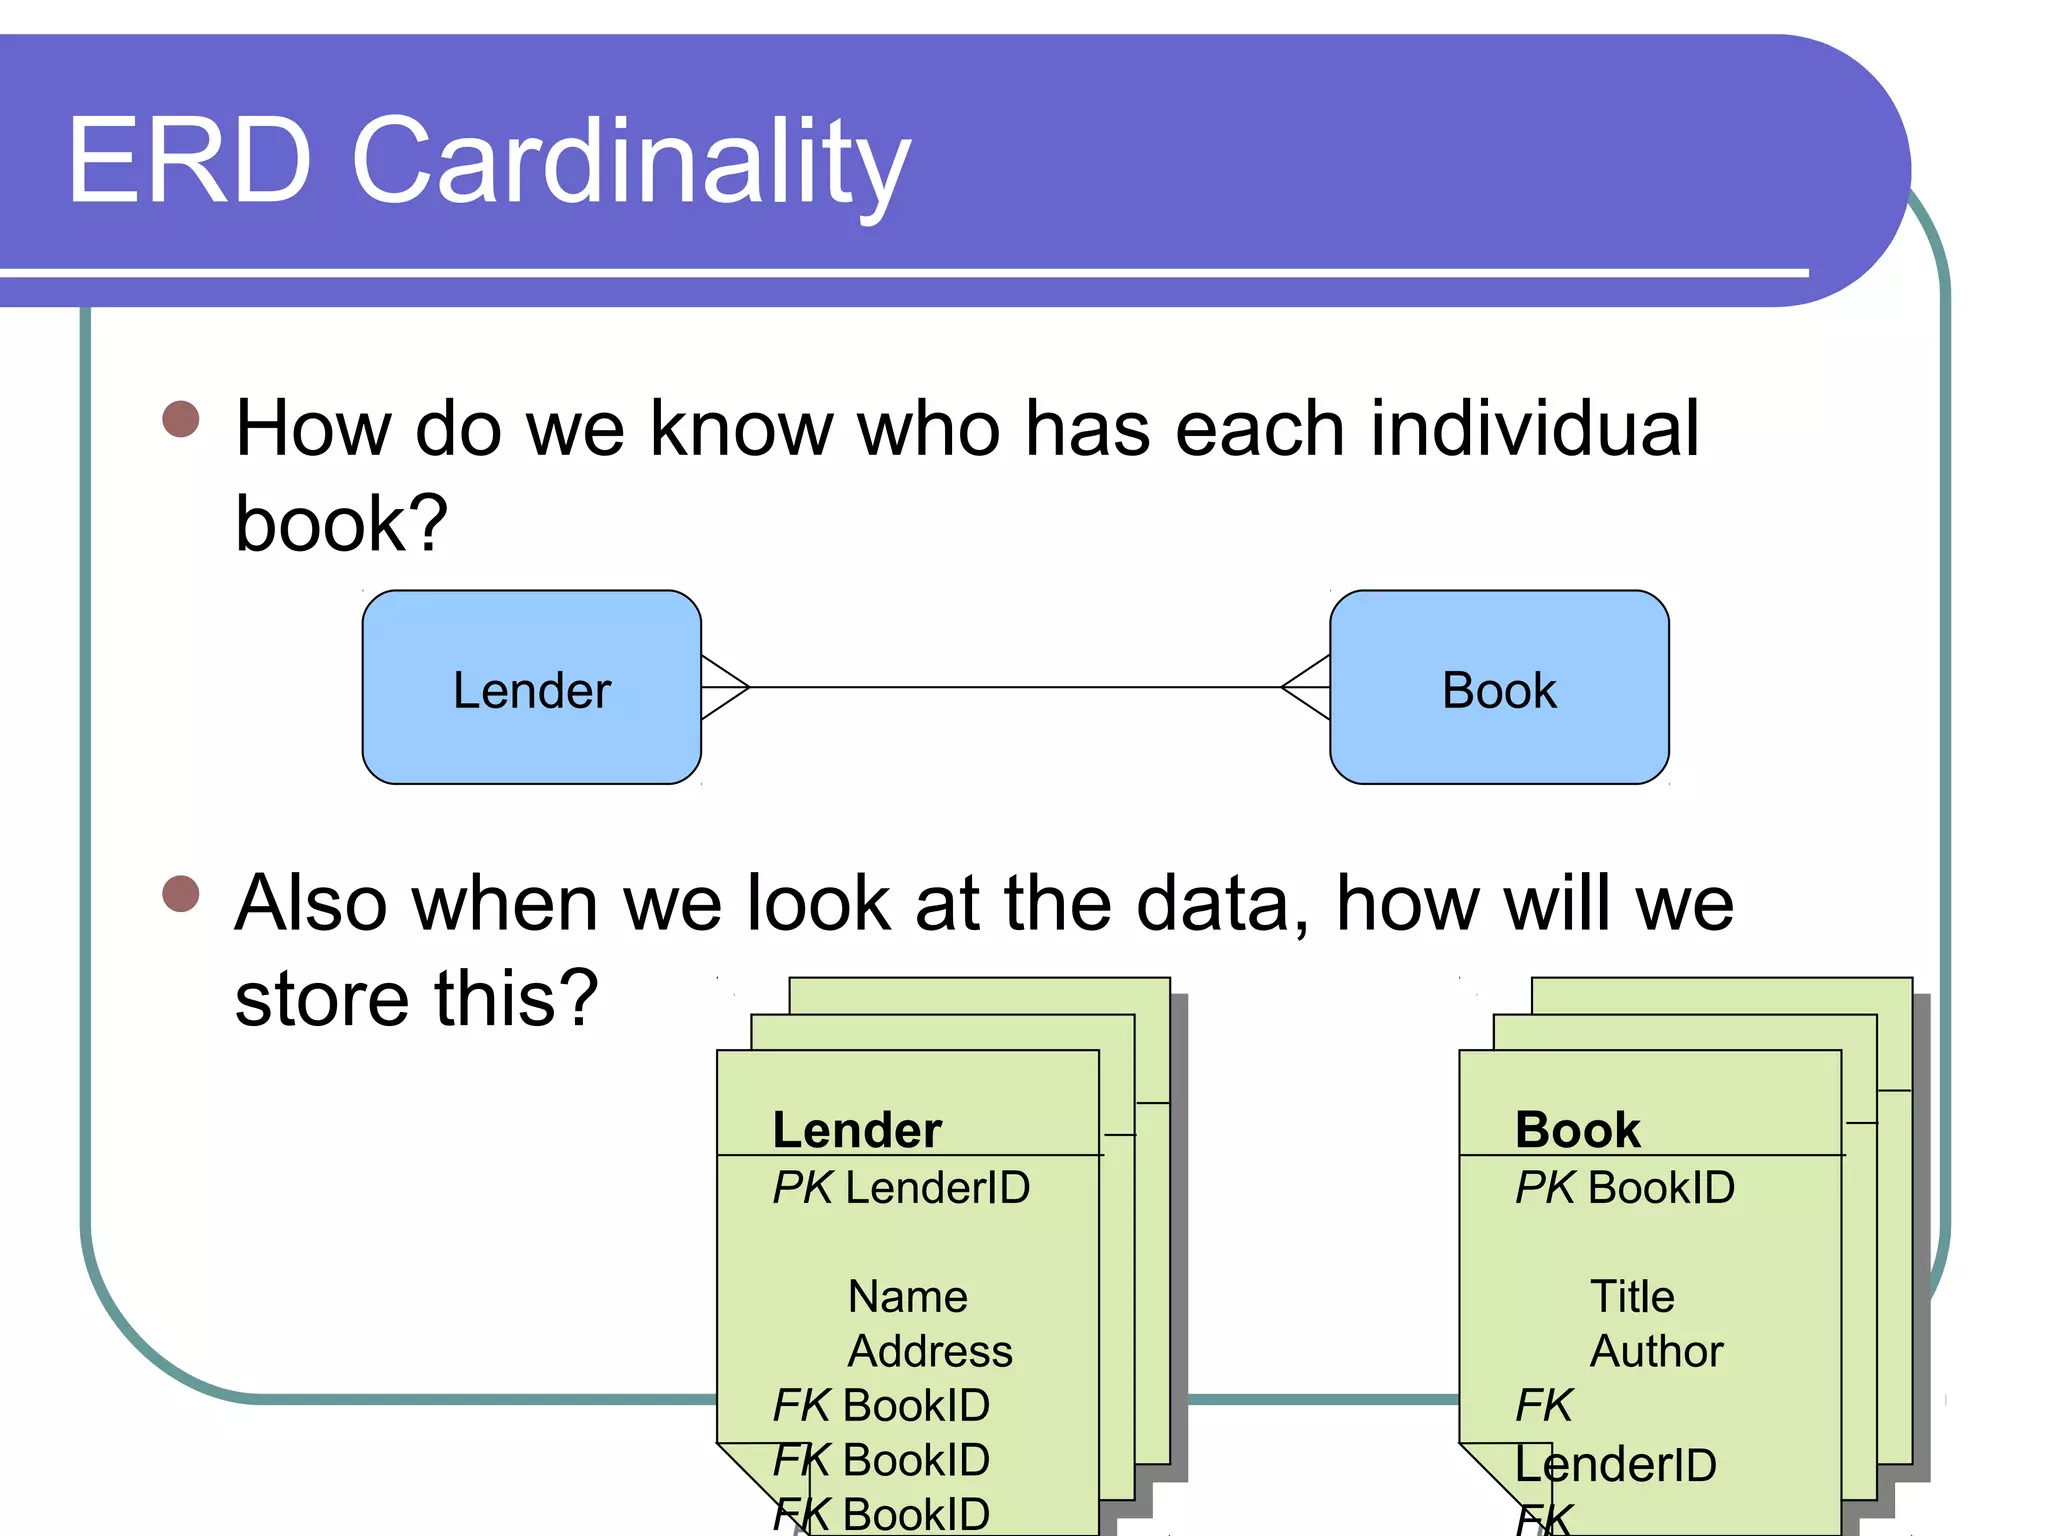 ERD Cardinality
How do we know who has each individual
book?
Lender
Book
Also when we look at the data, how will we
store this?
Lender
PK LenderID
Name
Address
FK BookID
FK BookID
FK BookID
Book
PK BookID
Title
Author
FK
LenderID
FK